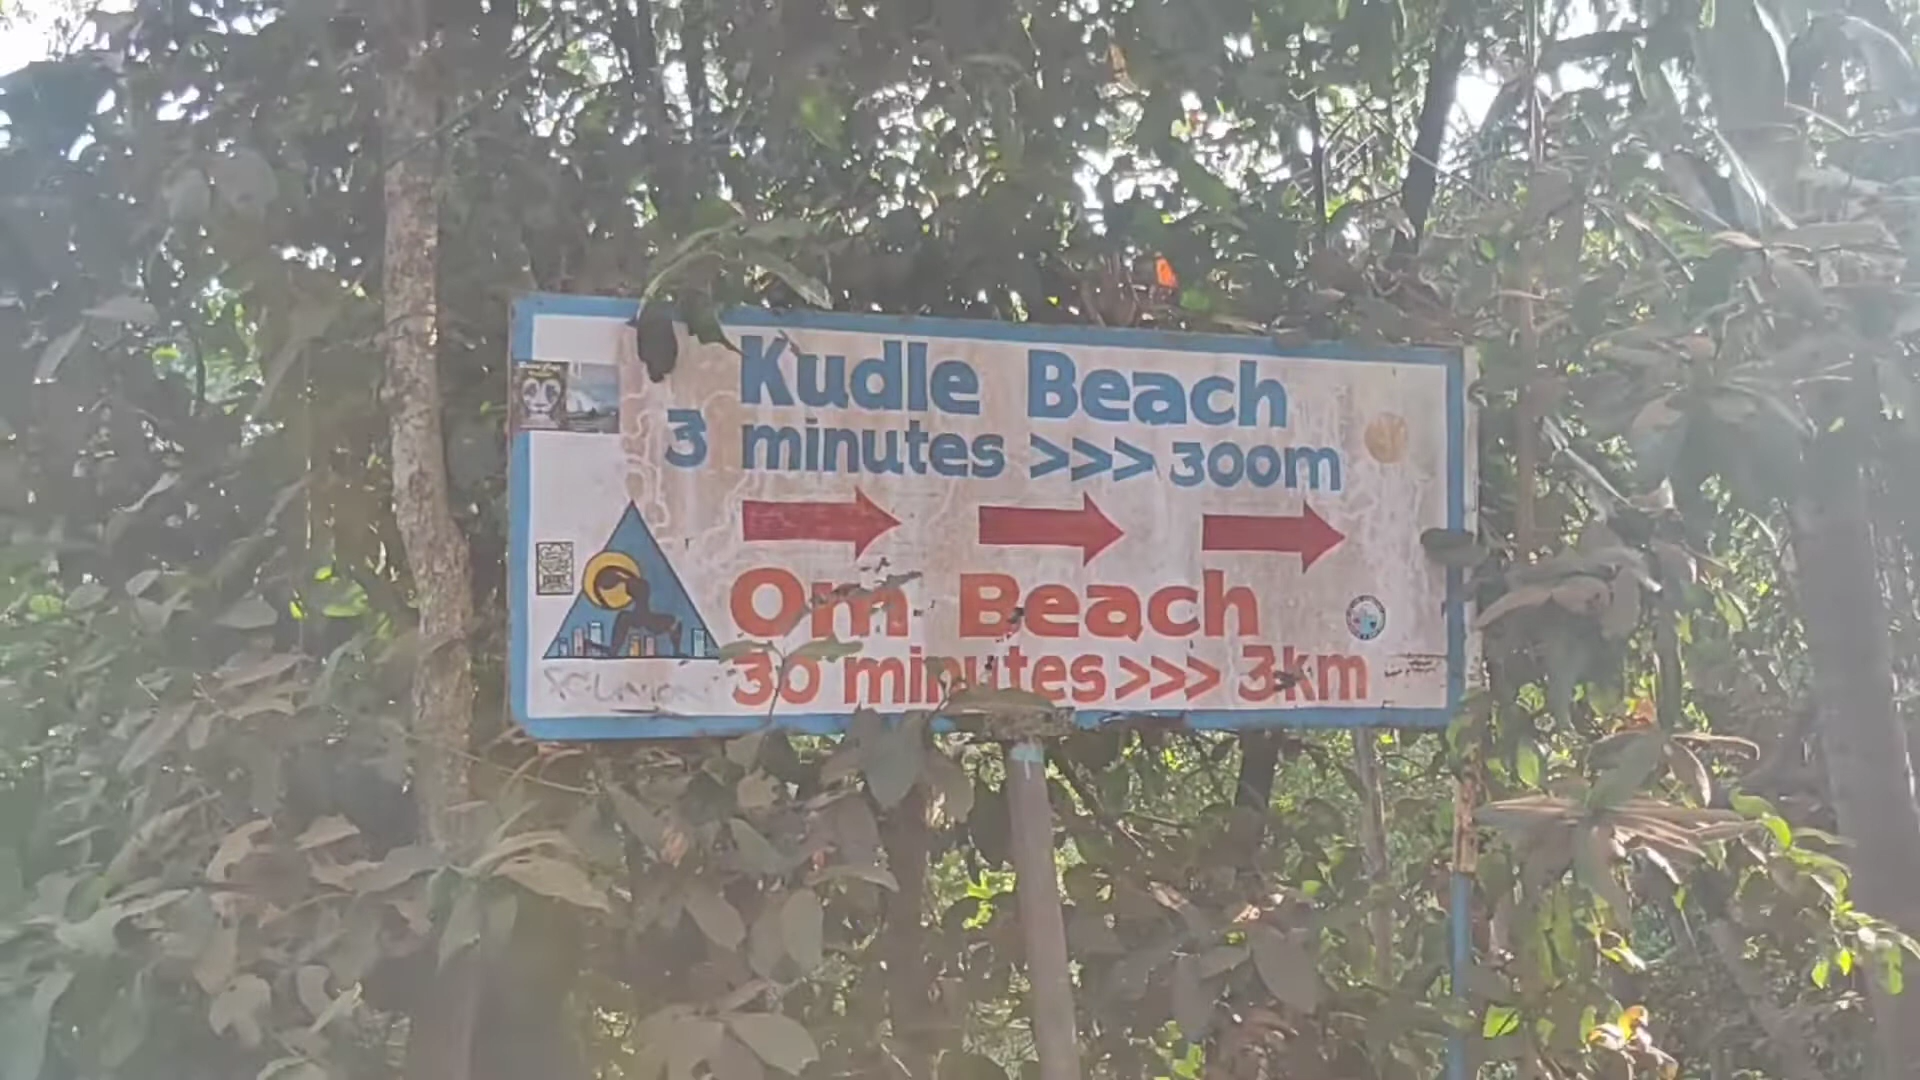 Kudle Beach
3 minutes >>> 300m
Om Beach
30 minutes >>> 3km